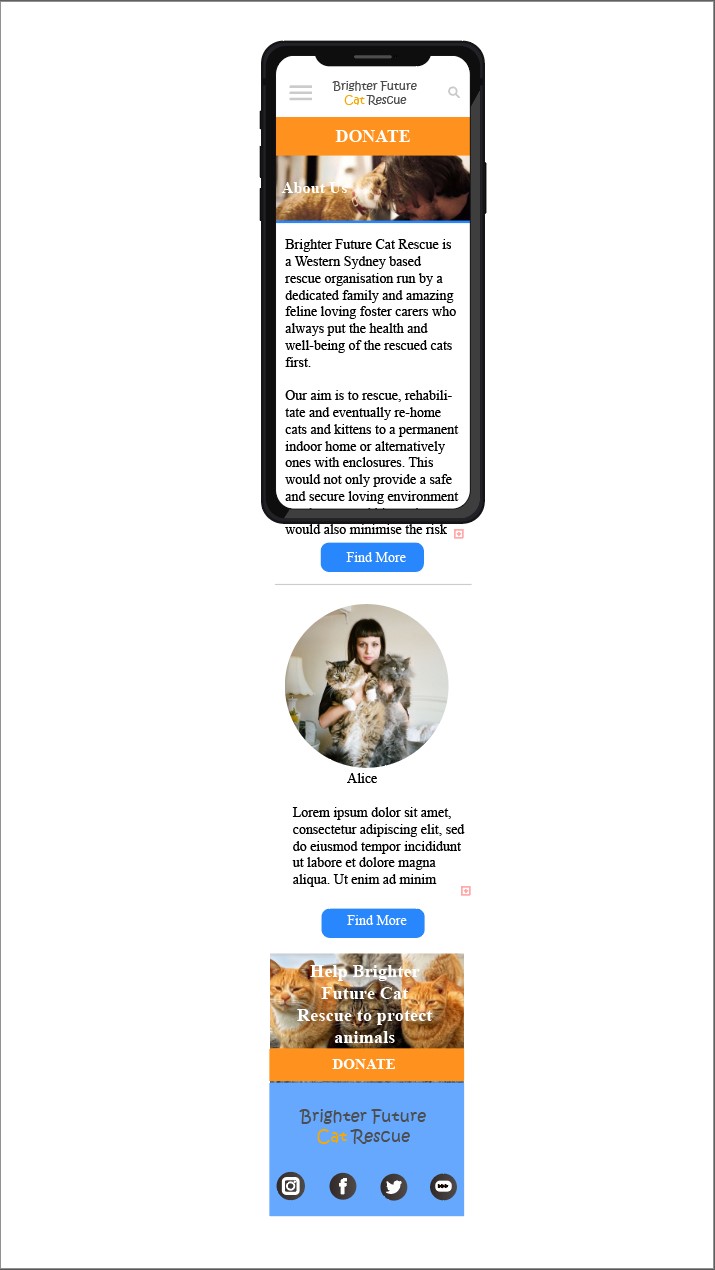 Brighter Future
Cat Rescue
DONATE
About Us
Brighter Future Cat Rescue is
a Western Sydney based
rescue organisation run by a
dedicated family and amazing
feline loving foster carers who
always put the health and
well-being of the rescued cats
first.
Our aim is to rescue, rehabili-
tate and eventually re-home
cats and kittens to a permanent
indoor home or alternatively
ones with enclosures. This
would not only provide a safe
and secure loving environment
would also minimise the risk
Find More
Alice
Lorem ipsum dolor sit amet,
consectetur adipiscing elit, sed
do eiusmod tempor incididunt
ut labore et dolore magna
aliqua. Ut enim ad minim
Find More
Help Brighter
Future Cat
Rescue to protect
animals
DONATE
Brighter Future
Cat Rescue